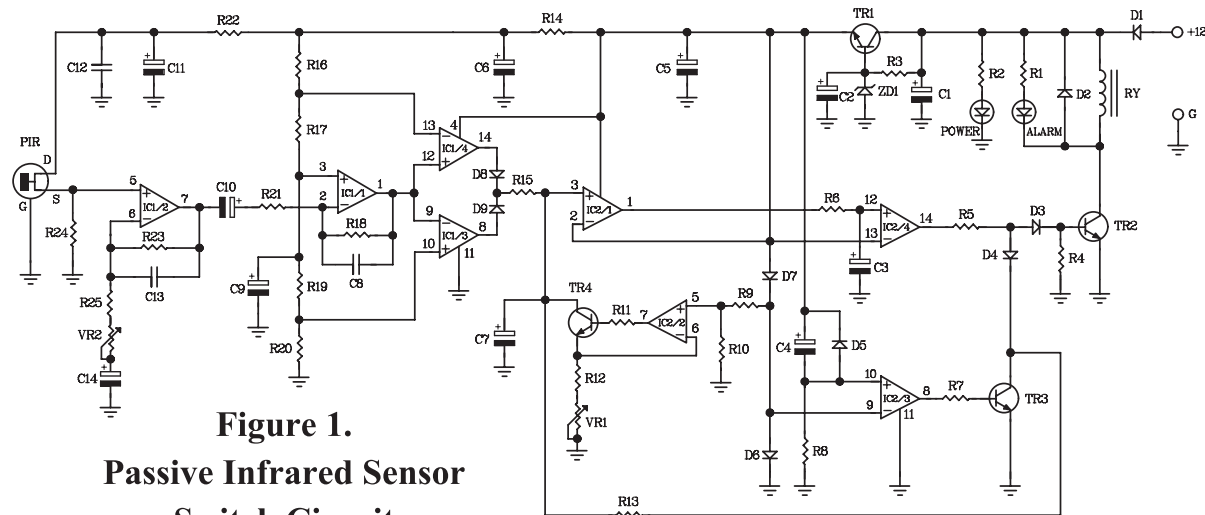 R22
R14
TR1
D1
+12
C12
C11
R16
C6
C5
R3
C2
ZD1
C1
R2
R1
D2
RY
POWER
ALARM
G
R17
13
4
14
IC1/4
12
PIR
D
S
G
5
7
IC1/2
6
C10
R21
3
1
IC1/1
2
D8
R15
D9
3
1
IC2/1
2
R6
12
14
IC2/4
13
R5
D3
TR2
R24
R23
R18
9
8
IC1/3
10
11
C3
D4
R4
C13
C9
C8
R19
D7
R25
TR4
R11
7
5
IC2/2
6
R9
VR2
R20
C7
R10
C4
D5
C14
R12
10
8
IC2/3
9
11
R7
TR3
VR1
D6
R8
R13
Figure 1.
Passive Infrared Sensor